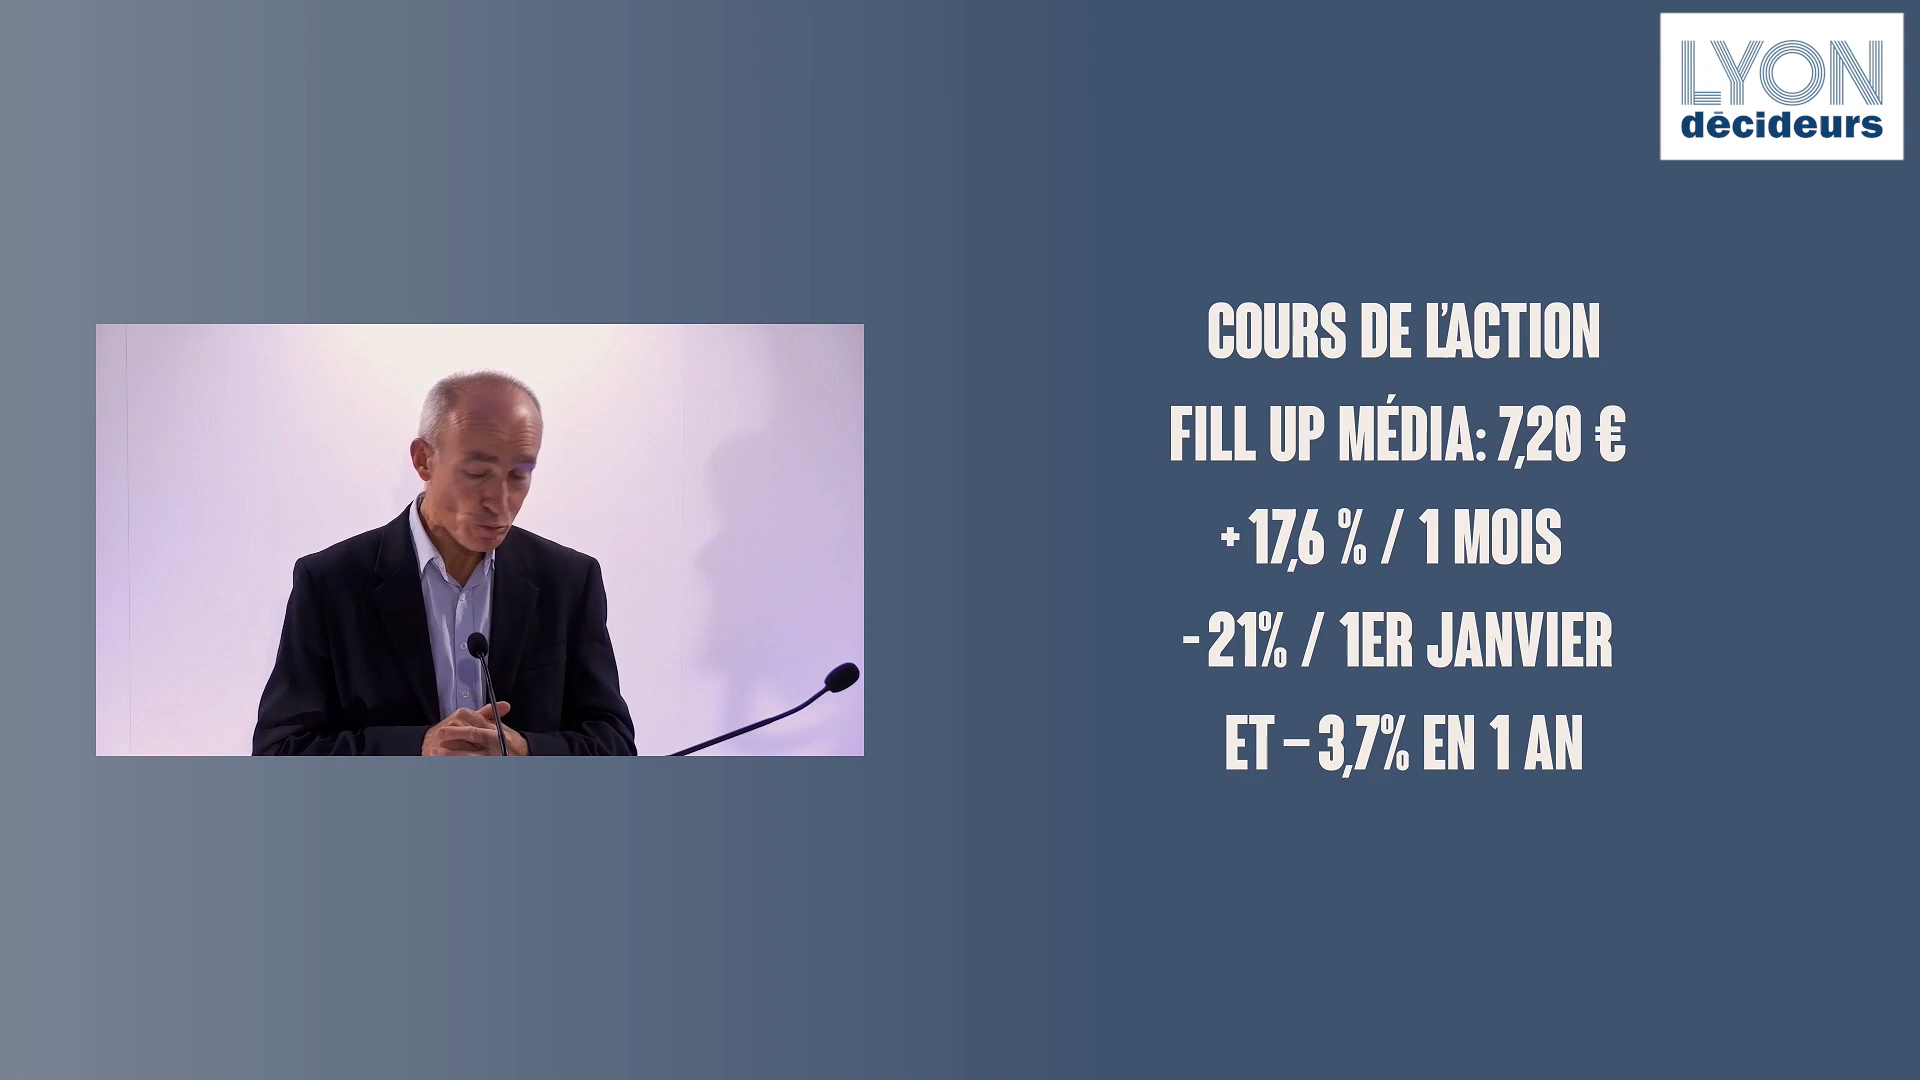 LYON
décideurs
COURS DE L'ACTION
FILL UP MÉDIA: 7,20 €
+ 17,6 % / 1 MOIS
- 21% / 1ER JANVIER
ET – 3,7% EN 1 AN